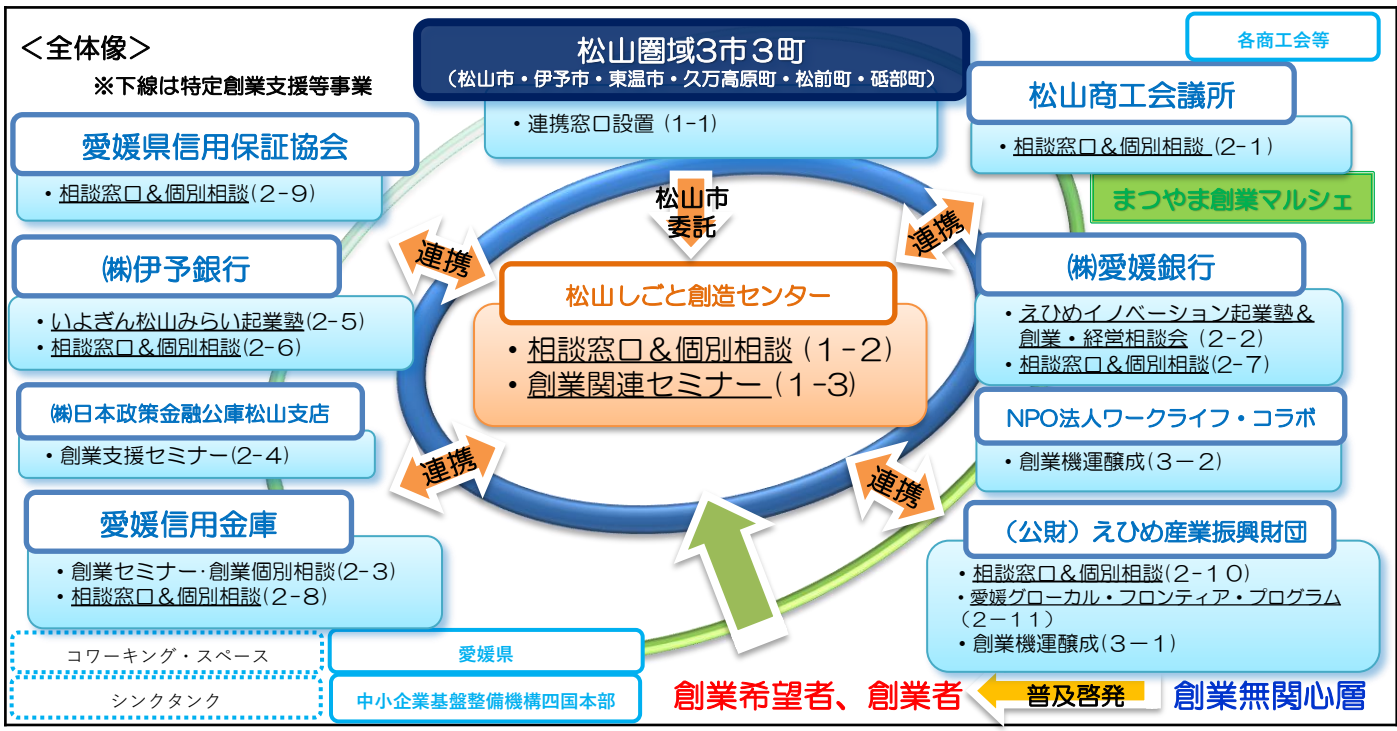 ＜全体像＞
※下線は特定創業支援等事業
松山圏域3市３町
（松山市・伊予市・東温市・久万高原町・松前町・砥部町）
・連携窓口設置 (1-1)
各商工会等
松山商工会議所
・相談窓口＆個別相談 (2-1)
まつやま創業マルシェ
愛媛県信用保証協会
・相談窓口＆個別相談(2-9)
㈱伊予銀行
・いよぎん松山みらい起業塾(2-5)
・相談窓口＆個別相談(2-6)
㈱日本政策金融公庫松山支店
・創業支援セミナー(2-4)
愛媛信用金庫
・創業セミナー･創業個別相談(2-3)
・相談窓口＆個別相談(2-8)
松山市
委託
連携
連携
連携
連携
松山しごと創造センター
・相談窓口＆個別相談 (１-２)
・創業関連セミナー (１-３)
㈱愛媛銀行
・えひめイノベーション起業塾＆
創業・経営相談会 (2-2)
・相談窓口＆個別相談(2-7)
NPO法人ワークライフ・コラボ
・創業機運醸成(３－２)
（公財）えひめ産業振興財団
・相談窓口＆個別相談(2-１０)
・愛媛グローカル・フロンティア・プログラム
(２－１１)
・創業機運醸成(３－１)
コワーキング・スペース
愛媛県
シンクタンク
中小企業基盤整備機構四国本部
創業希望者、創業者
普及啓発
創業無関心層